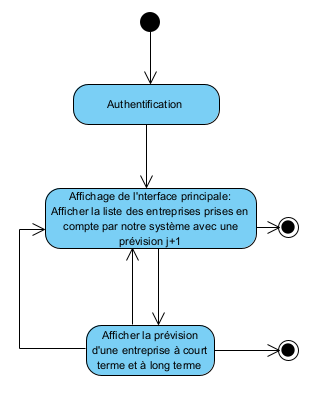 Authentification
Affichage de l'nterface principale:
Afficher la liste des entreprises prises en
compte par notre système avec une
prévision j+1
Afficher la prévision
d'une entreprise à court
terme et à long terme